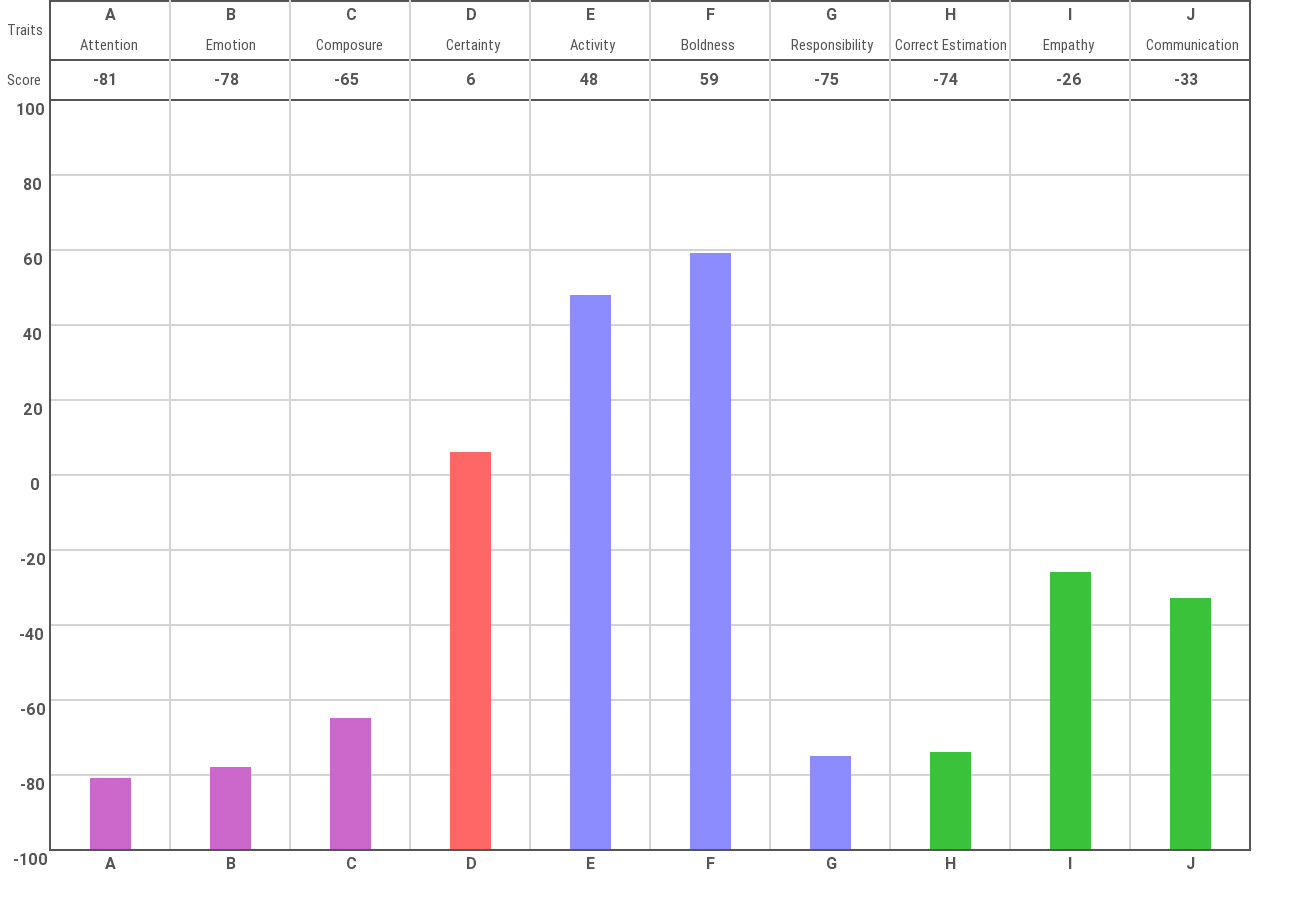 A B C D E F G H I J
Traits
Attention Emotion Composure Certainty Activity Boldness Responsibility Correct Estimation Empathy Communication
Score -81 -78 -65 6 48 59 -75 -74 -26 -33
100
80
60
40
20
0
-20
-40
-60
-80
-100
A B C D E F G H I J